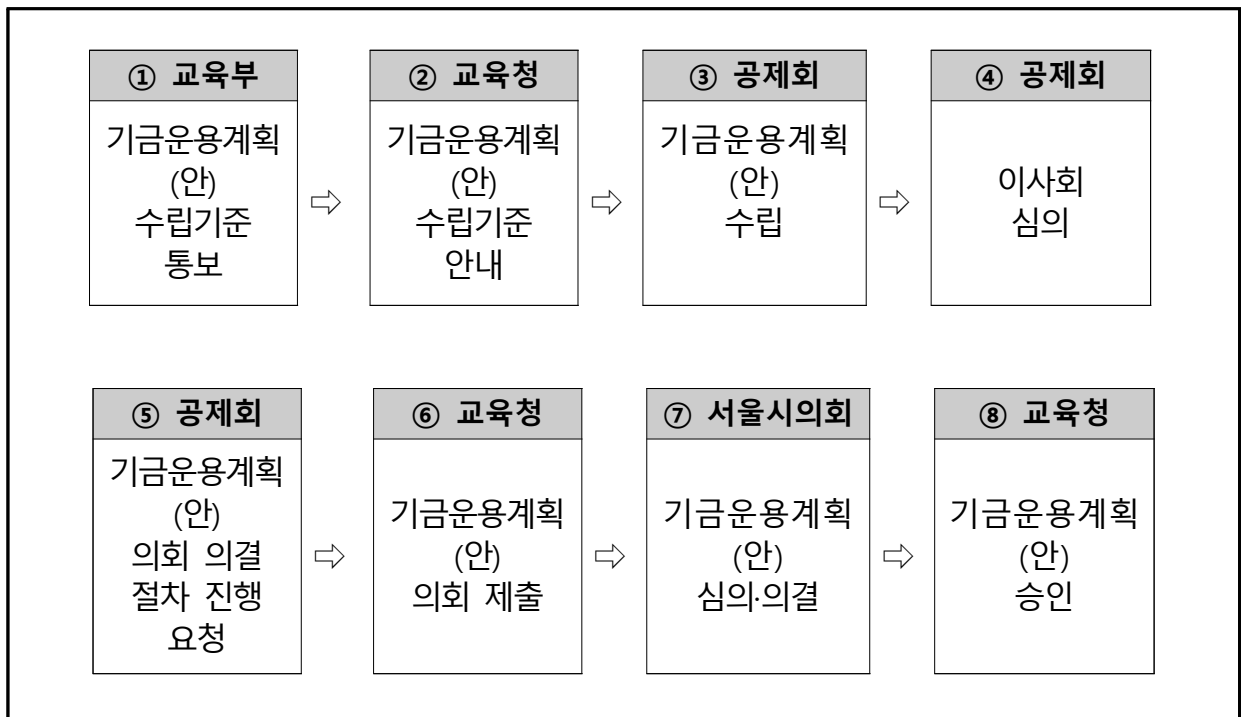 ① 교육부
기금운용계획
(안)
수립기준
통보
⇨
② 교육청
기금운용계획
(안)
수립기준
안내
⇨
③ 공제회
기금운용계획
(안)
수립
⇨
④ 공제회
이사회
심의
⑤ 공제회
기금운용계획
(안)
의회 의결
절차 진행
요청
⇨
⑥ 교육청
기금운용계획
(안)
의회 제출
⇨
⑦ 서울시의회
기금운용계획
(안)
심의·의결
⇨
⑧ 교육청
기금운용계획
(안)
승인